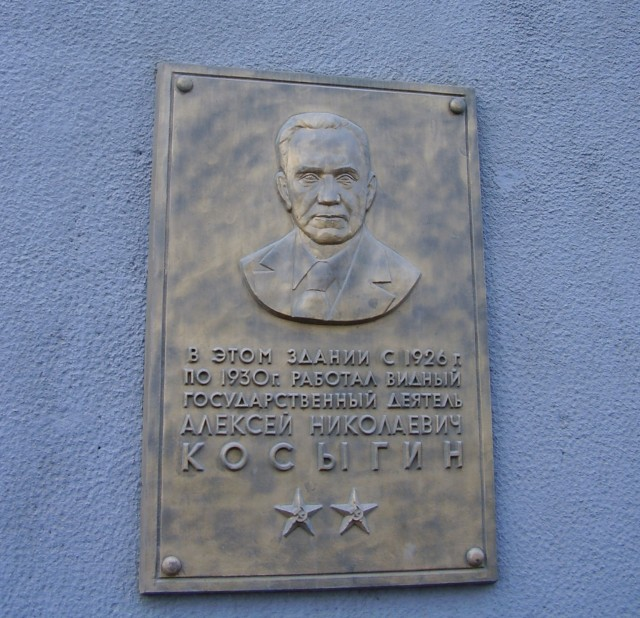 В ЭТОМ ЗДАНИИ С 1926 г.
ПО 1930 г. РАБОТАЛ ВИДНЫЙ
ГОСУДАРСТВЕННЫЙ ДЕЯТЕЛЬ
АЛЕКСЕЙ НИКОЛАЕВИЧ
КОСЫГИН